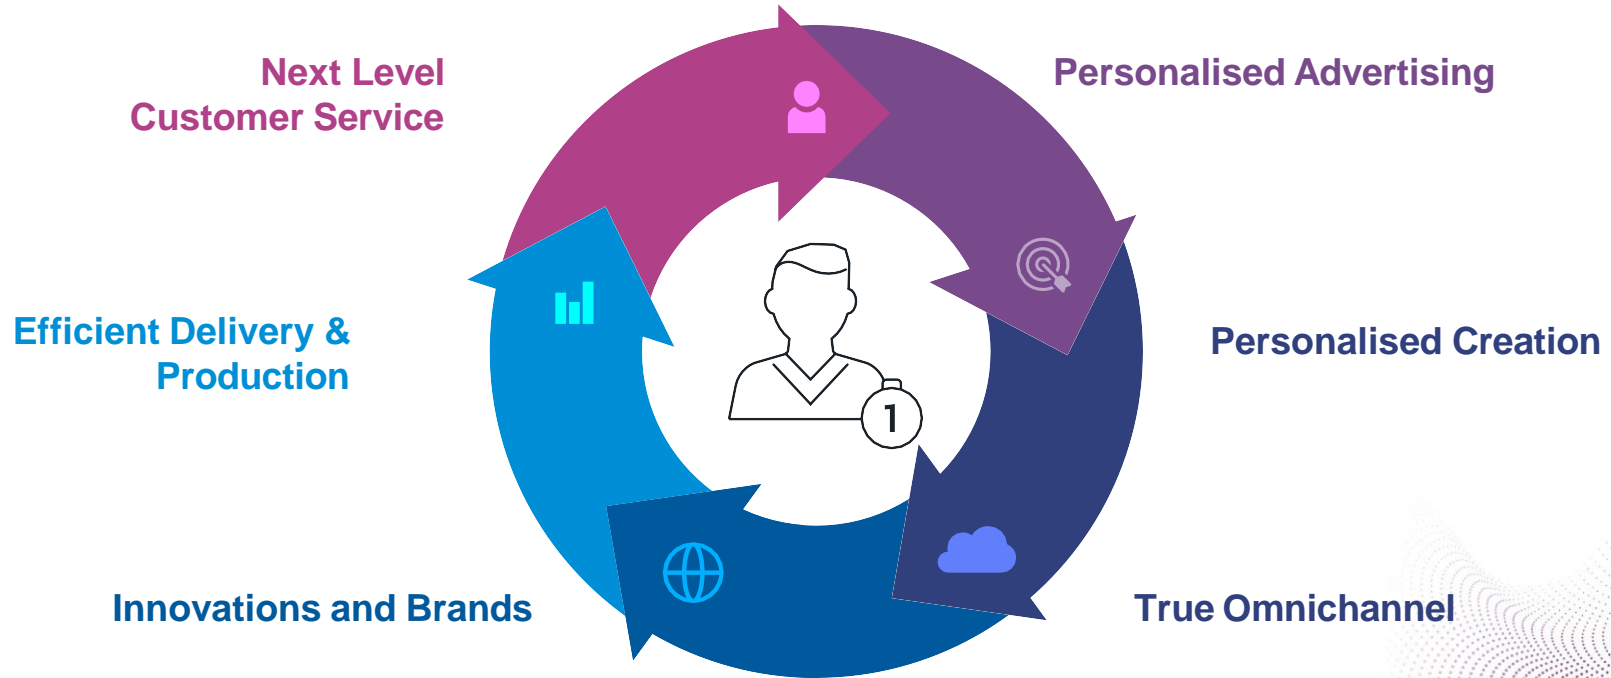 Next Level
Customer Service
Personalised Advertising
Efficient Delivery &
Production
Personalised Creation
1
Innovations and Brands
True Omnichannel